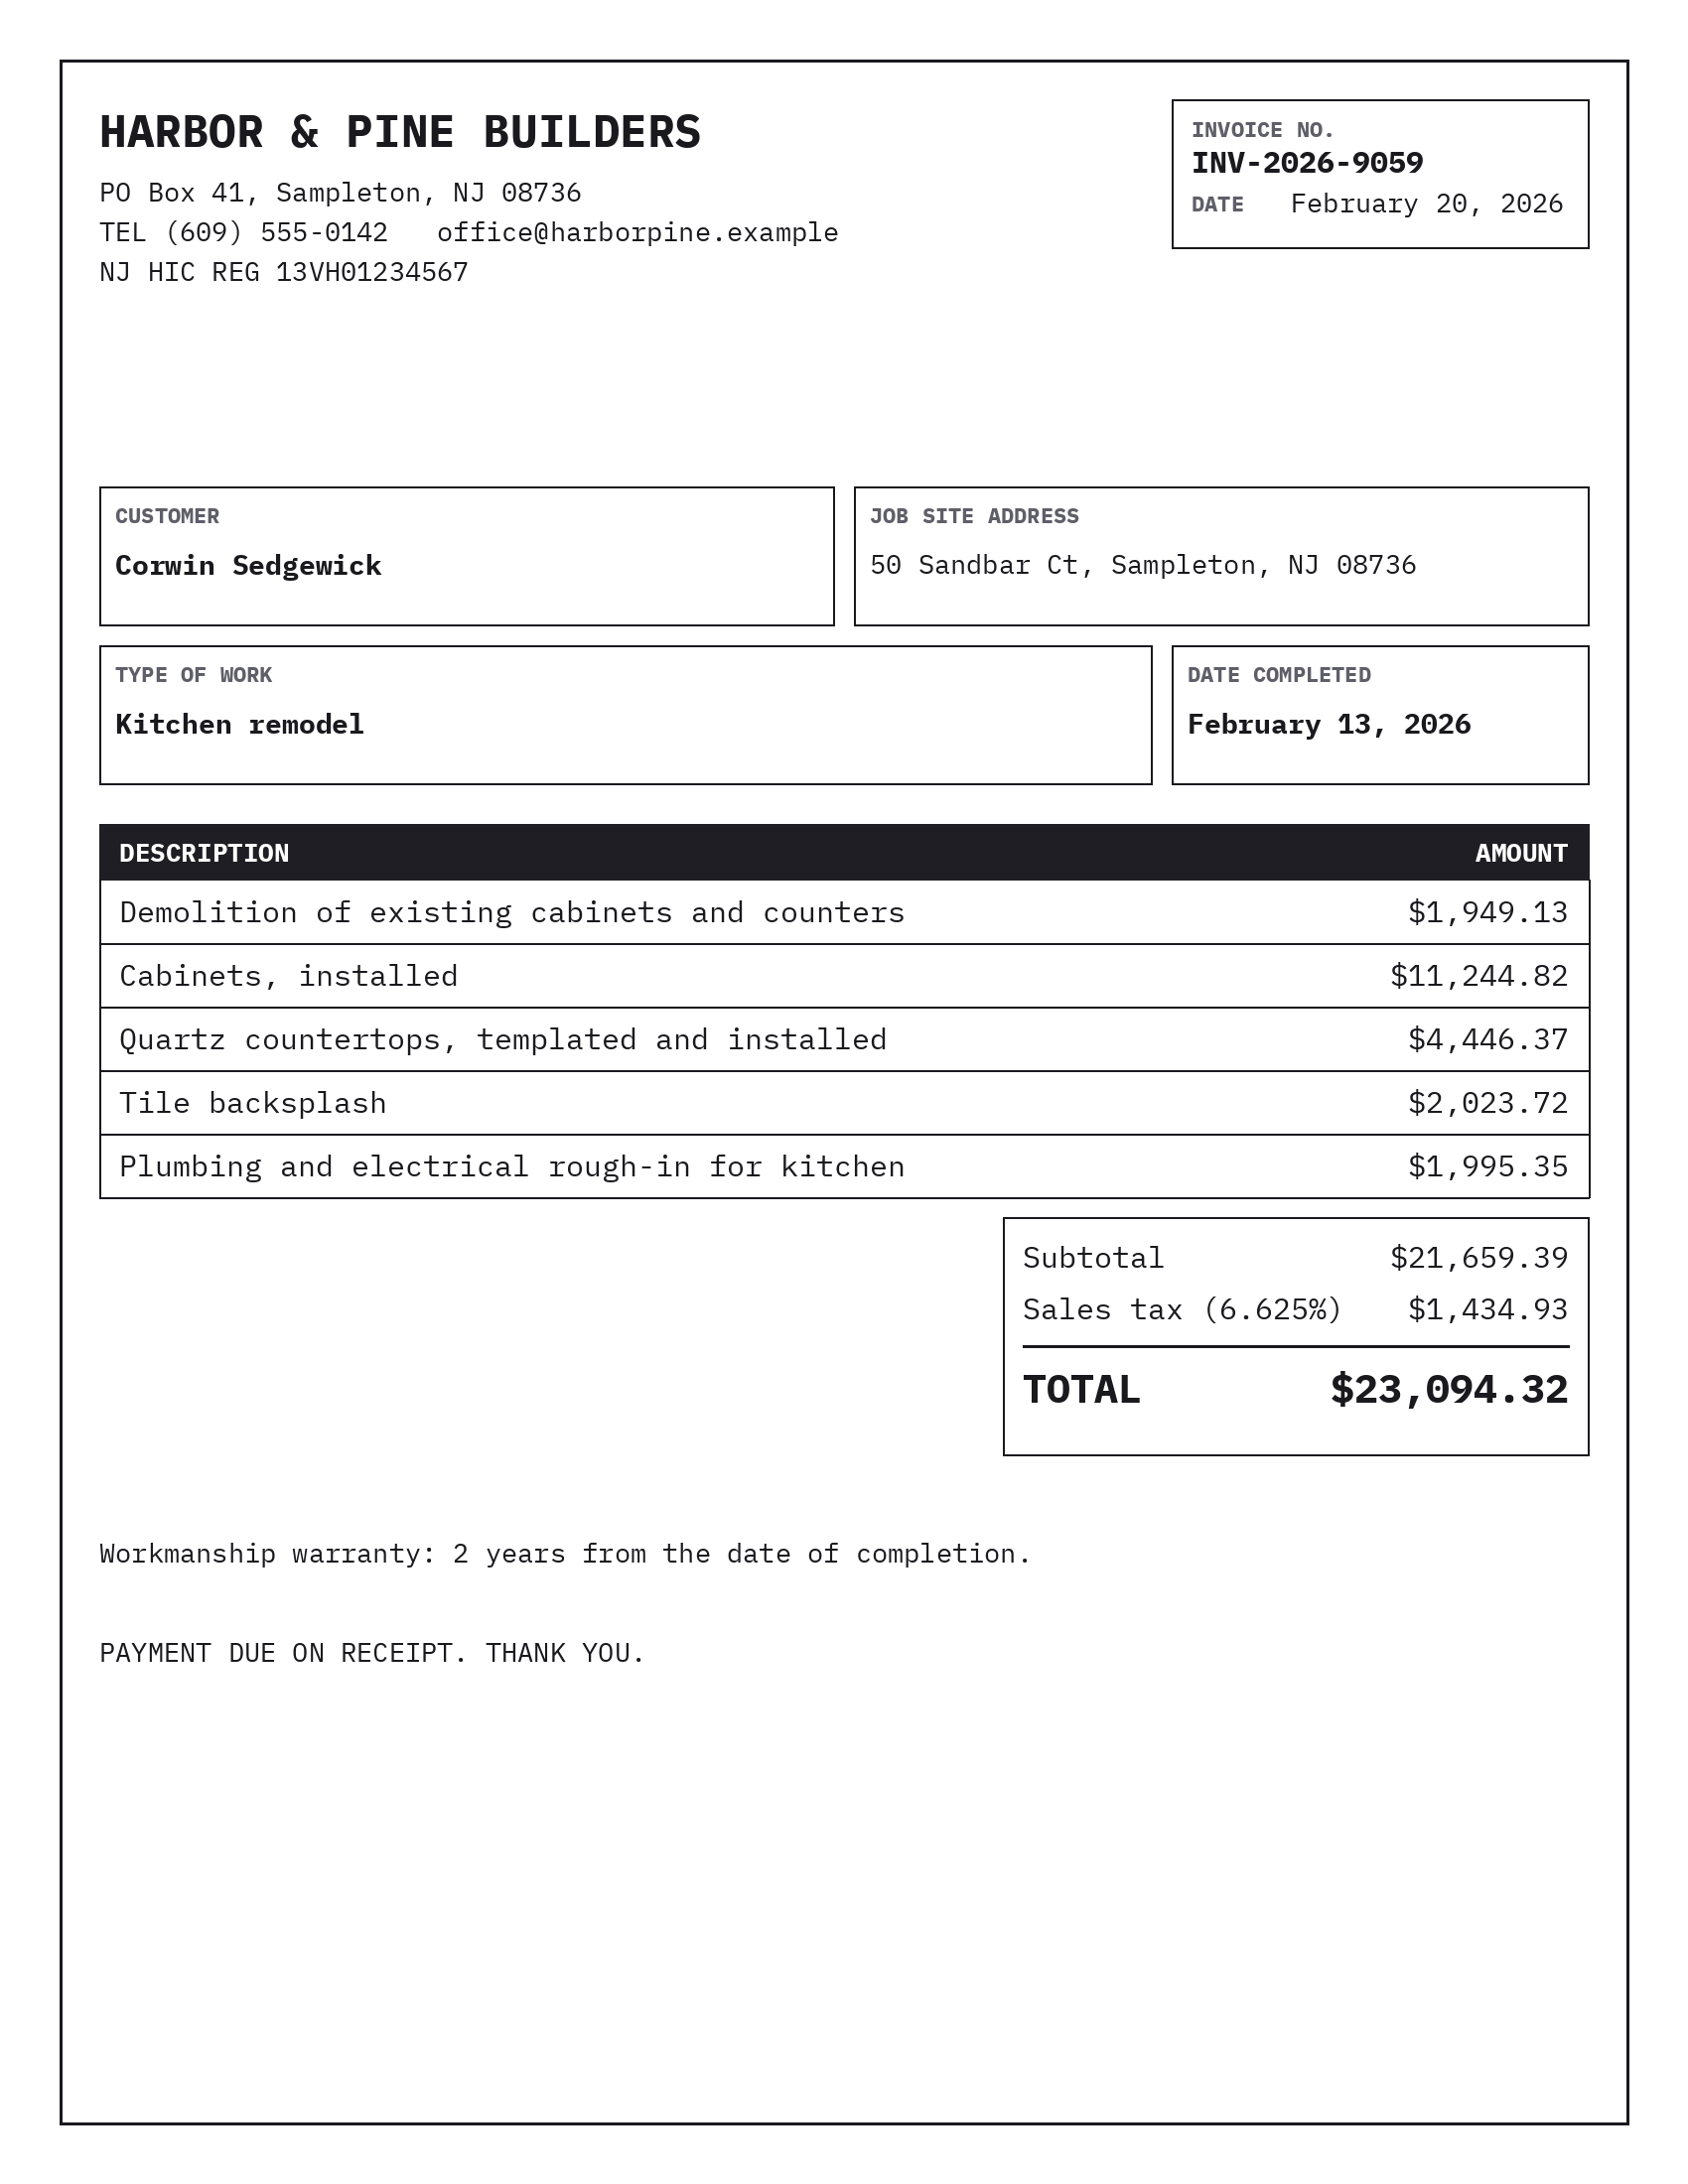 HARBOR & PINE BUILDERS
PO Box 41, Sampleton, NJ 08736
TEL (609) 555-0142 office@harborpine.example
NJ HIC REG 13VH01234567
INVOICE NO.
INV-2026-9059
DATE February 20, 2026
CUSTOMER
Corwin Sedgewick
JOB SITE ADDRESS
50 Sandbar Ct, Sampleton, NJ 08736
TYPE OF WORK
Kitchen remodel
DATE COMPLETED
February 13, 2026
DESCRIPTION AMOUNT
Demolition of existing cabinets and counters $1,949.13
Cabinets, installed $11,244.82
Quartz countertops, templated and installed $4,446.37
Tile backsplash $2,023.72
Plumbing and electrical rough-in for kitchen $1,995.35
Subtotal $21,659.39
Sales tax (6.625%) $1,434.93
TOTAL $23,094.32
Workmanship warranty: 2 years from the date of completion.
PAYMENT DUE ON RECEIPT. THANK YOU.